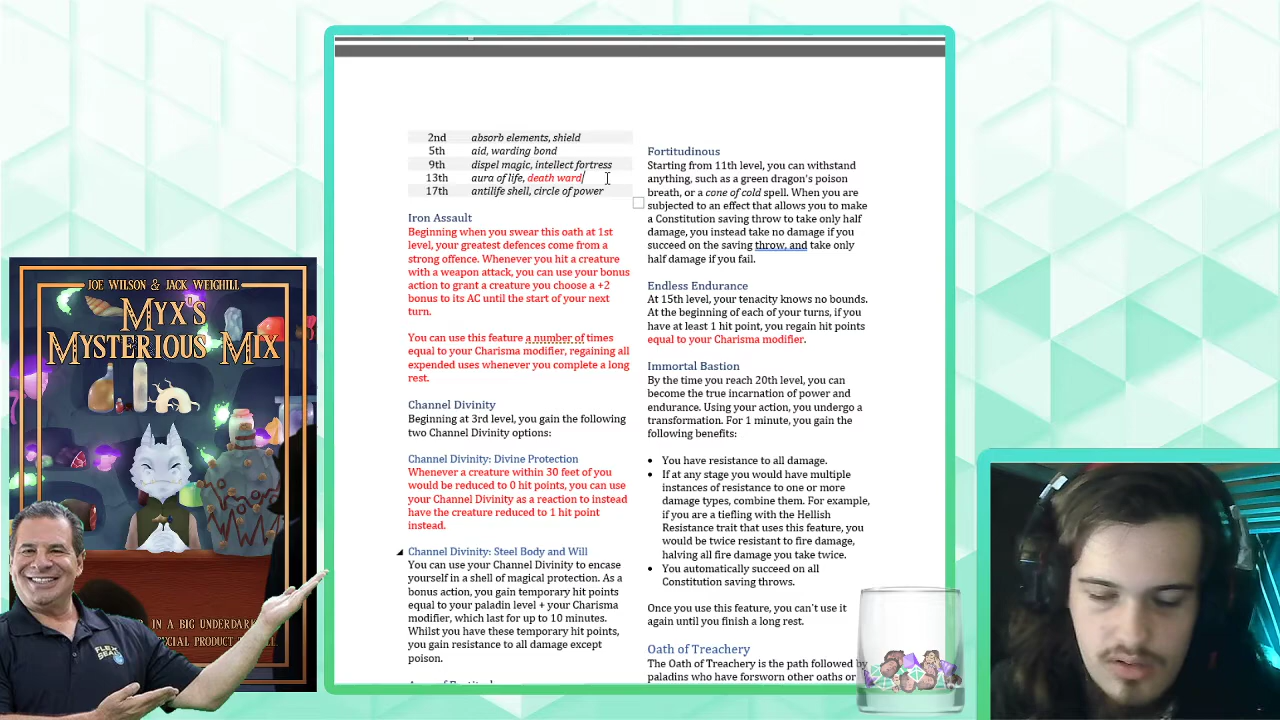 JOE WILSON & JACK WEIGHILL
MYX'S
MYSTERIOUS MIX
2nd absorb elements, shield
5th aid, warding bond
9th dispel magic, intellect fortress
13th aura of life, death ward
17th antilife shell, circle of power
Iron Assault
Beginning when you swear this oath at 1st
level, your greatest defences come from a
strong offence. Whenever you hit a creature
with a weapon attack, you can use your bonus
action to grant a creature you choose a +2
bonus to its AC until the start of your next
turn.
You can use this feature a number of times
equal to your Charisma modifier, regaining all
expended uses whenever you complete a long
rest.
Channel Divinity
Beginning at 3rd level, you gain the following
two Channel Divinity options:
Channel Divinity: Divine Protection
Whenever a creature within 30 feet of you
would be reduced to 0 hit points, you can use
your Channel Divinity as a reaction to instead
have the creature reduced to 1 hit point
instead.
Channel Divinity: Steel Body and Will
You can use your Channel Divinity to encase
yourself in a shell of magical protection. As a
bonus action, you gain temporary hit points
equal to your paladin level + your Charisma
modifier, which last for up to 10 minutes.
Whilst you have these temporary hit points,
you gain resistance to all damage except
poison.
Fortitudinous
Starting from 11th level, you can withstand
anything, such as a green dragon's poison
breath, or a cone of cold spell. When you are
subjected to an effect that allows you to make
a Constitution saving throw to take only half
damage, you instead take no damage if you
succeed on the saving throw, and take only
half damage if you fail.
Endless Endurance
At 15th level, your tenacity knows no bounds.
At the beginning of each of your turns, if you
have at least 1 hit point, you regain hit points
equal to your Charisma modifier.
Immortal Bastion
By the time you reach 20th level, you can
become the true incarnation of power and
endurance. Using your action, you undergo a
transformation. For 1 minute, you gain the
following benefits:
• You have resistance to all damage.
• If at any stage you would have multiple
instances of resistance to one or more
damage types, combine them. For example,
if you are a tiefling with the Hellish
Resistance trait that uses this feature, you
would be twice resistant to fire damage,
halving all fire damage you take twice.
• You automatically succeed on all
Constitution saving throws.
Once you use this feature, you can't use it
again until you finish a long rest.
Oath of Treachery
The Oath of Treachery is the path followed by
paladins who have forsworn other oaths or
IN A BIG UNDERDARK
PRODUCT